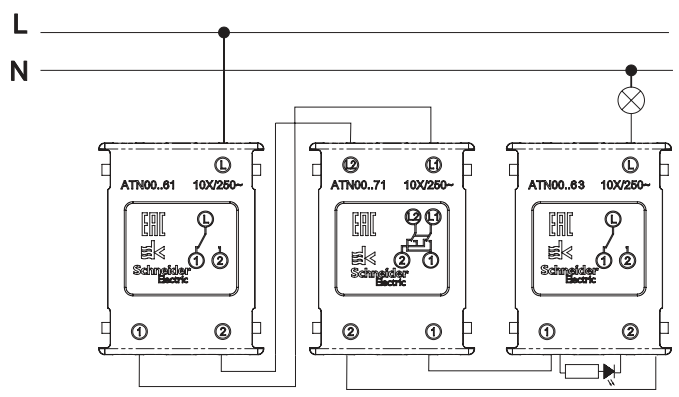 L
N
L
ATN00..61 10X/250~
EAC
L
1 2
Schneider
Electric
1 2
L2 L1
ATN00..71 10X/250~
EAC
L2 L1
2 1
Schneider
Electric
2 1
L
ATN00..63 10X/250~
EAC
L
1 2
Schneider
Electric
1 2